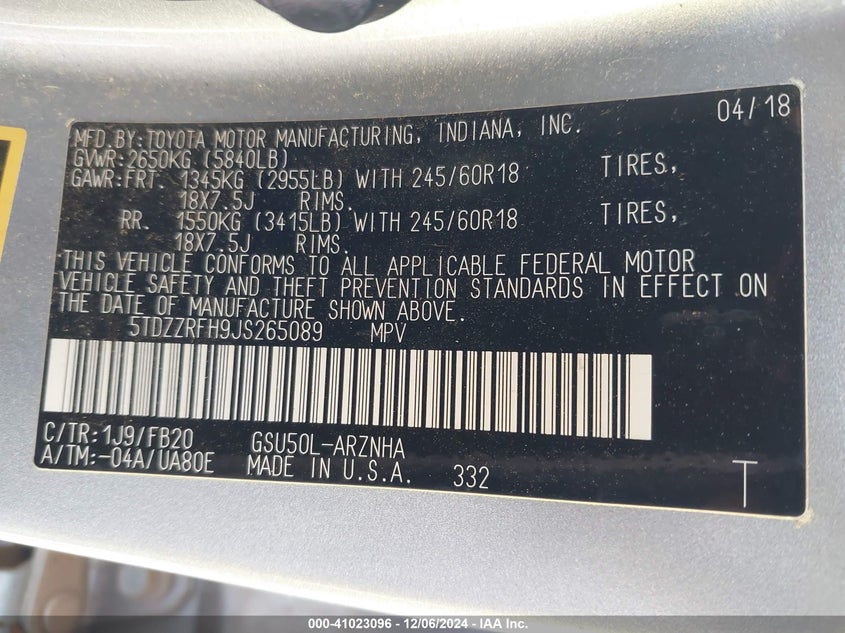 04/18
MFD.BY:TOYOTA MOTOR MANUFACTURING, INDIANA, INC.
GVWR:2650KG (5840LB)
GAWR:FRT. 1345KG (2955LB) WITH 245/60R18 TIRES,
18X7.5J RIMS.
RR. 1550KG (3415LB) WITH 245/60R18 TIRES,
18X7.5J RIMS.
THIS VEHICLE CONFORMS TO ALL APPLICABLE FEDERAL MOTOR
VEHICLE SAFETY AND THEFT PREVENTION STANDARDS IN EFFECT ON
THE DATE OF MANUFACTURE SHOWN ABOVE.
5TDZZRFH9JS265089 MPV
C/TR:1J9/FB20 GSU50L-ARZNHA
A/TM:-04A/UA80E MADE IN U.S.A. 332
T
000-41023096 - 12/06/2024 - IAA Inc.